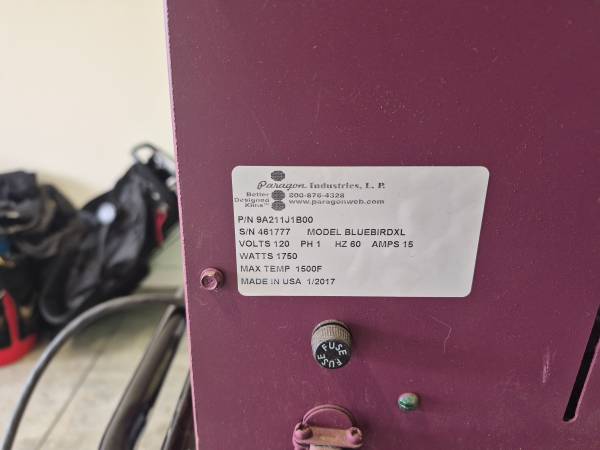 Paragon Industries, L. P.
Better 800-876-4328
Designed www.paragonweb.com
Kilns
P/N 9A211J1B00
S/N 461777 MODEL BLUEBIRDXL
VOLTS 120 PH 1 HZ 60 AMPS 15
WATTS 1750
MAX TEMP 1500F
MADE IN USA 1/2017
FUSE
FUSE